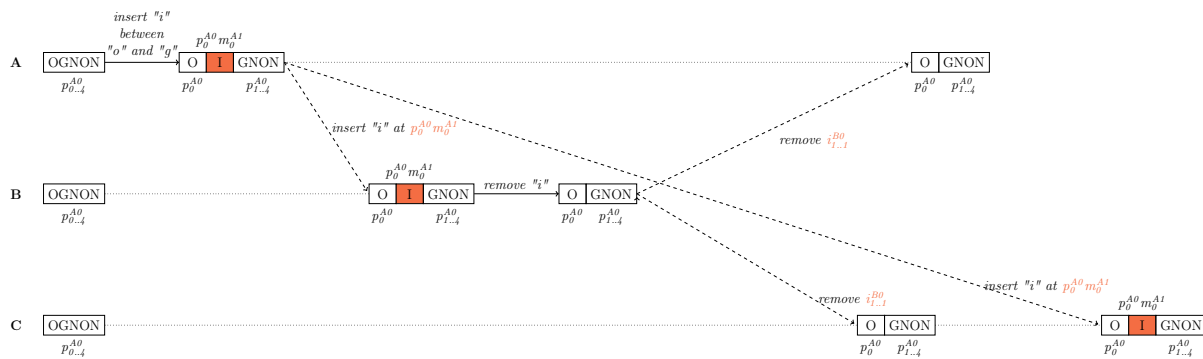 insert "i"
between
"o" and "g"
p_0^{A0} m_0^{A1}
A OGNON O I GNON O GNON
p_{0..4}^{A0} p_0^{A0} p_{1..4}^{A0} p_0^{A0} p_{1..4}^{A0}
insert "i" at p_0^{A0} m_0^{A1}
remove i_{1..1}^{B0}
p_0^{A0} m_0^{A1}
B OGNON O I GNON remove "i" O GNON
p_{0..4}^{A0} p_0^{A0} p_{1..4}^{A0} p_0^{A0} p_{1..4}^{A0}
insert "i" at p_0^{A0} m_0^{A1}
remove i_{1..1}^{B0}
p_0^{A0} m_0^{A1}
C OGNON O GNON O I GNON
p_{0..4}^{A0} p_0^{A0} p_{1..4}^{A0} p_0^{A0} p_{1..4}^{A0}